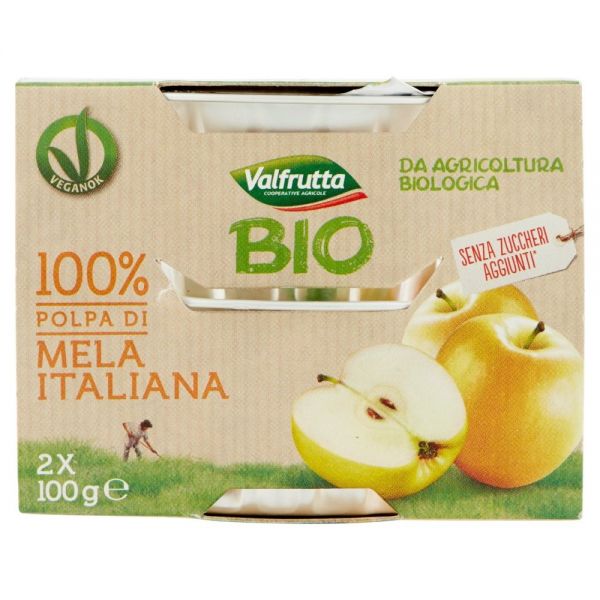 VEGANOK
Valfrutta
COOPERATIVE AGRICOLE
BIO
DA AGRICOLTURA
BIOLOGICA
SENZA ZUCCHERI
AGGIUNTI*
100%
POLPA DI
MELA
ITALIANA
2X
100g℮